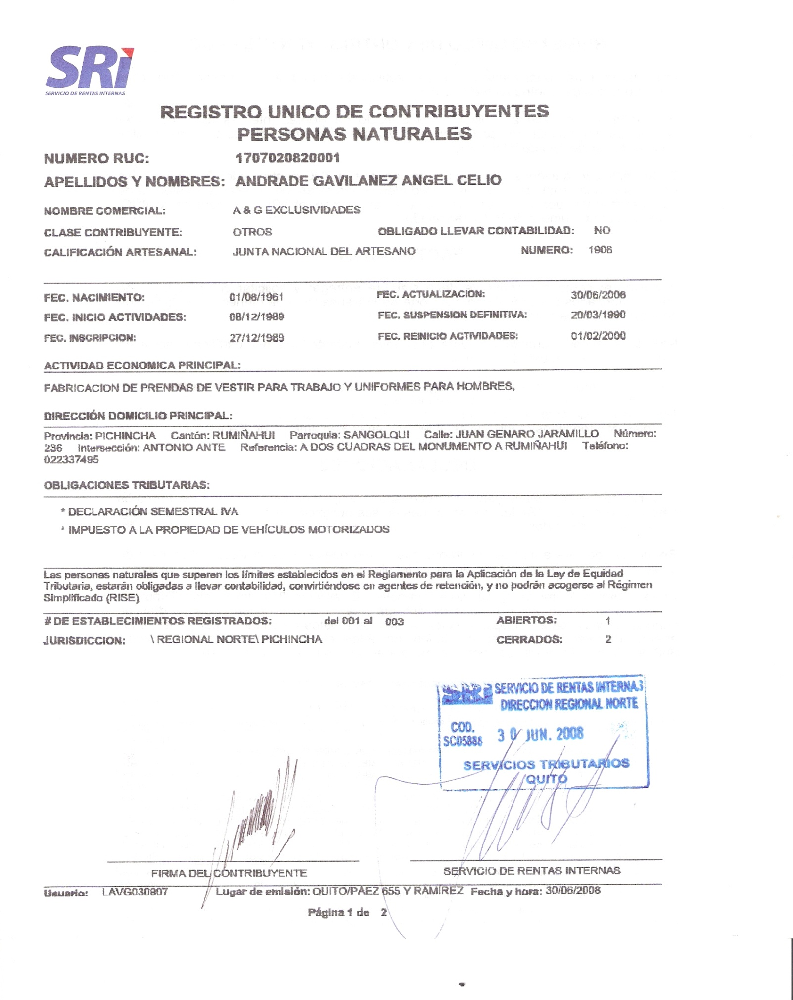 SRi
SERVICIO DE RENTAS INTERNAS
REGISTRO UNICO DE CONTRIBUYENTES
PERSONAS NATURALES
NUMERO RUC: 1707020820001
APELLIDOS Y NOMBRES: ANDRADE GAVILANEZ ANGEL CELIO
NOMBRE COMERCIAL: A & G EXCLUSIVIDADES
CLASE CONTRIBUYENTE: OTROS OBLIGADO LLEVAR CONTABILIDAD: NO
CALIFICACIÓN ARTESANAL: JUNTA NACIONAL DEL ARTESANO NUMERO: 1906
FEC. NACIMIENTO: 01/08/1961 FEC. ACTUALIZACION: 30/06/2008
FEC. INICIO ACTIVIDADES: 08/12/1989 FEC. SUSPENSION DEFINITIVA: 20/03/1990
FEC. INSCRIPCION: 27/12/1989 FEC. REINICIO ACTIVIDADES: 01/02/2000
ACTIVIDAD ECONOMICA PRINCIPAL:
FABRICACION DE PRENDAS DE VESTIR PARA TRABAJO Y UNIFORMES PARA HOMBRES,
DIRECCIÓN DOMICILIO PRINCIPAL:
Provincia: PICHINCHA Cantón: RUMIÑAHUI Parroquia: SANGOLQUI Calle: JUAN GENARO JARAMILLO Número:
236 Intersección: ANTONIO ANTE Referencia: A DOS CUADRAS DEL MONUMENTO A RUMIÑAHUI Teléfono:
022337495
OBLIGACIONES TRIBUTARIAS:
* DECLARACIÓN SEMESTRAL IVA
* IMPUESTO A LA PROPIEDAD DE VEHÍCULOS MOTORIZADOS
Las personas naturales que superen los límites establecidos en el Reglamento para la Aplicación de la Ley de Equidad
Tributaria, estarán obligadas a llevar contabilidad, convirtiéndose en agentes de retención, y no podrán acogerse al Régimen
Simplificado (RISE)
# DE ESTABLECIMIENTOS REGISTRADOS: del 001 al 003 ABIERTOS: 1
JURISDICCION: \ REGIONAL NORTE\ PICHINCHA CERRADOS: 2
SRi SERVICIO DE RENTAS INTERNAS
DIRECCION REGIONAL NORTE
COD.
SC05888 30 JUN. 2008
SERVICIOS TRIBUTARIOS
QUITO
FIRMA DEL CONTRIBUYENTE SERVICIO DE RENTAS INTERNAS
Usuario: LAVG030907 Lugar de emisión: QUITO/PAEZ 655 Y RAMIREZ Fecha y hora: 30/06/2008
Página 1 de 2